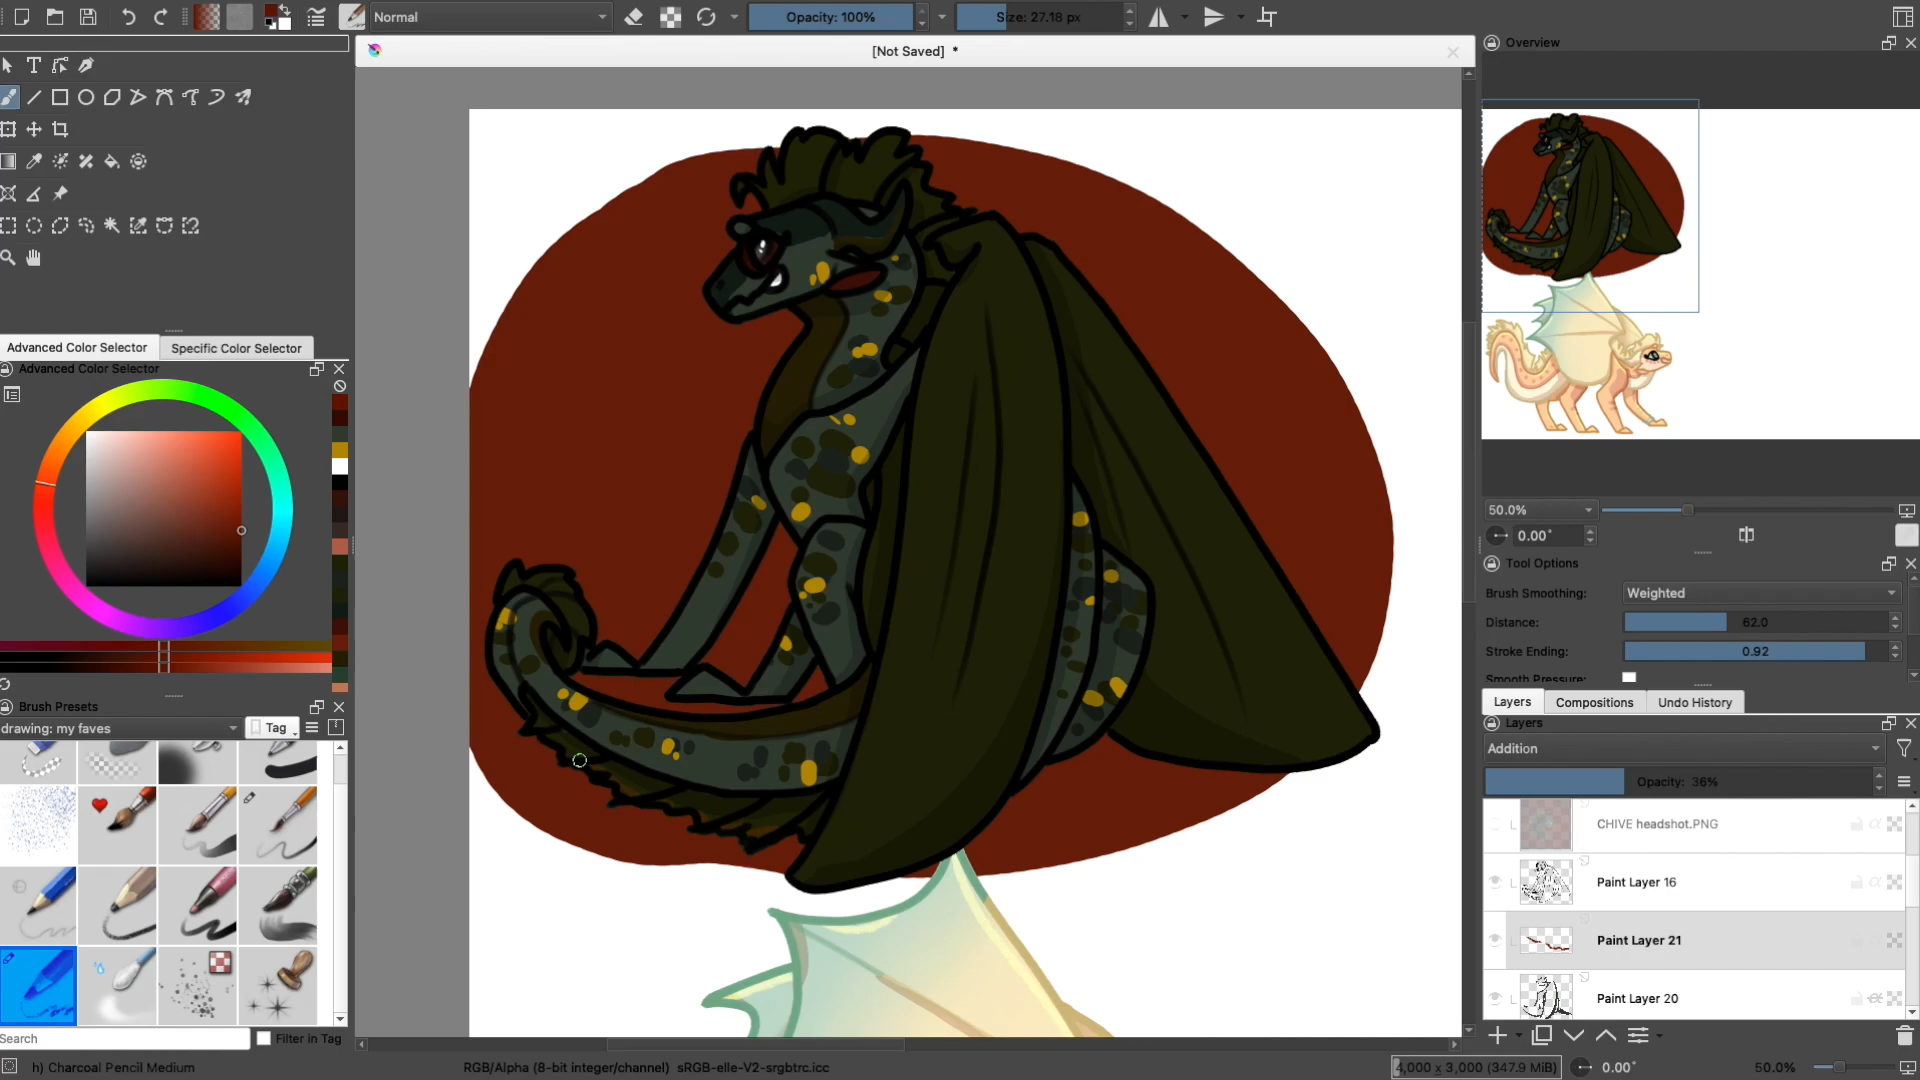 Normal
Opacity: 100%
Size: 27.18 px
[Not Saved] *
Overview
50.0%
0.00°
Tool Options
Brush Smoothing:
Weighted
Distance:
62.0
Stroke Ending:
0.92
Smooth Pressure:
Layers
Compositions
Undo History
Layers
Addition
Opacity: 36%
CHIVE headshot.PNG
Paint Layer 16
Paint Layer 21
Paint Layer 20
Advanced Color Selector
Specific Color Selector
Advanced Color Selector
Brush Presets
drawing: my faves
Tag
Search
Filter in Tag
h) Charcoal Pencil Medium
RGB/Alpha (8-bit integer/channel) sRGB-elle-V2-srgbtrc.icc
4,000 x 3,000 (347.9 MiB)
0.00°
50.0%